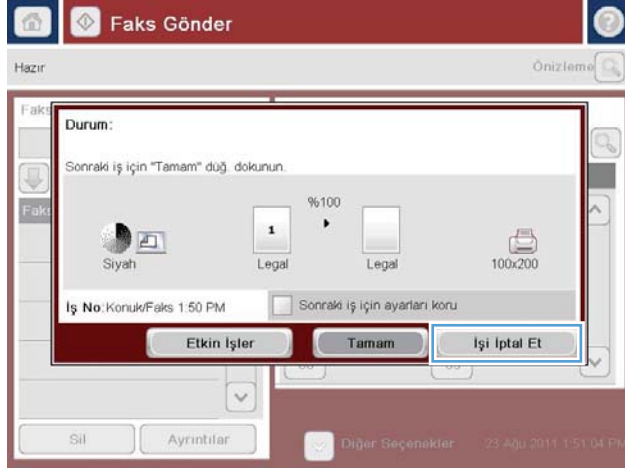 Faks Gönder
Hazır
Önizleme
Faks
Durum:
Sonraki iş için "Tamam" düğ. dokunun.
%100
1
Siyah
Legal
Legal
100x200
İş No:Konuk/Faks 1:50 PM
Sonraki iş için ayarları koru
Etkin İşler
Tamam
İşi İptal Et
Sil
Ayrıntılar
Diğer Seçenekler
23 Ağu 2011 1:51:04 PM